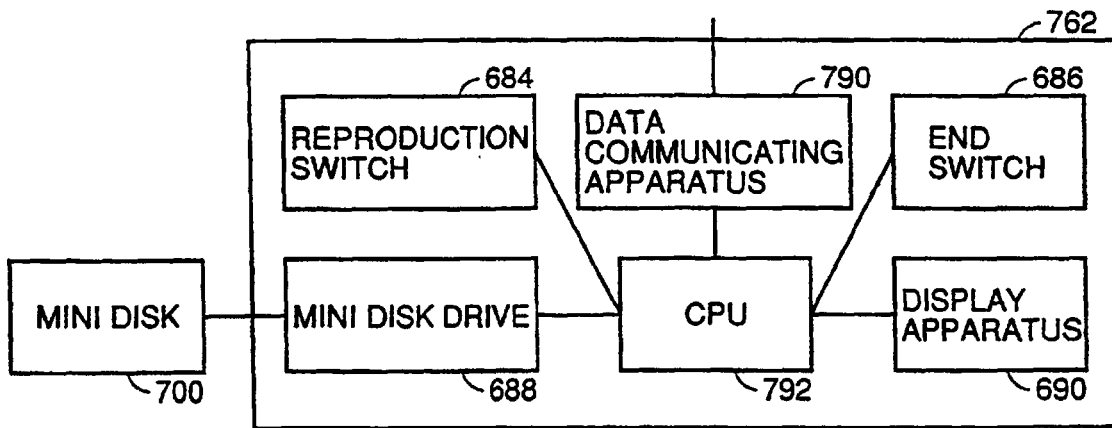 762
684
790
686
REPRODUCTION
SWITCH
DATA
COMMUNICATING
APPARATUS
END
SWITCH
MINI DISK
MINI DISK DRIVE
CPU
DISPLAY
APPARATUS
700
688
792
690